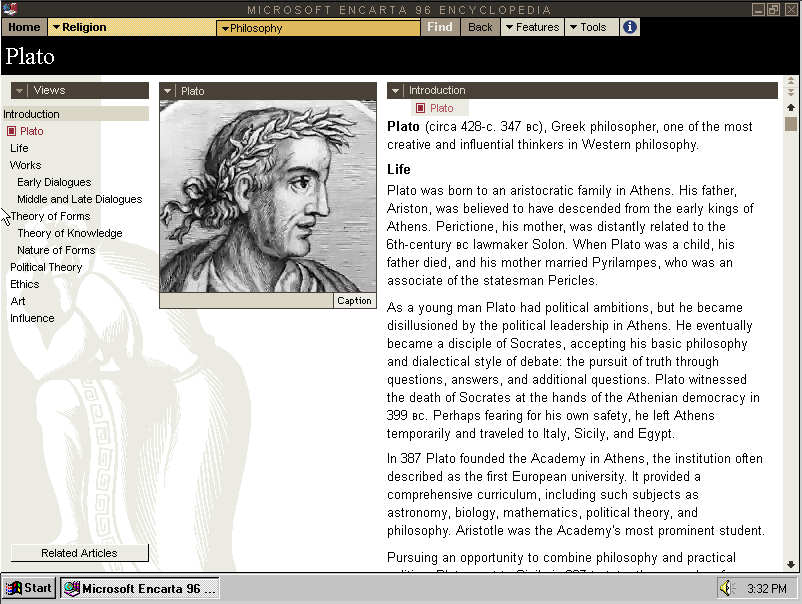 MICROSOFT ENCARTA 96 ENCYCLOPEDIA
Home Religion Philosophy Find Back Features Tools
Plato
Views
Introduction
Plato
Life
Works
Early Dialogues
Middle and Late Dialogues
Theory of Forms
Theory of Knowledge
Nature of Forms
Political Theory
Ethics
Art
Influence
Related Articles
Plato
Caption
Introduction
Plato
Plato (circa 428-c. 347 BC), Greek philosopher, one of the most
creative and influential thinkers in Western philosophy.
Life
Plato was born to an aristocratic family in Athens. His father,
Ariston, was believed to have descended from the early kings of
Athens. Perictione, his mother, was distantly related to the
6th-century BC lawmaker Solon. When Plato was a child, his
father died, and his mother married Pyrilampes, who was an
associate of the statesman Pericles.
As a young man Plato had political ambitions, but he became
disillusioned by the political leadership in Athens. He eventually
became a disciple of Socrates, accepting his basic philosophy
and dialectical style of debate: the pursuit of truth through
questions, answers, and additional questions. Plato witnessed
the death of Socrates at the hands of the Athenian democracy in
399 BC. Perhaps fearing for his own safety, he left Athens
temporarily and traveled to Italy, Sicily, and Egypt.
In 387 Plato founded the Academy in Athens, the institution often
described as the first European university. It provided a
comprehensive curriculum, including such subjects as
astronomy, biology, mathematics, political theory, and
philosophy. Aristotle was the Academy's most prominent student.
Pursuing an opportunity to combine philosophy and practical
Start Microsoft Encarta 96 ... 3:32 PM